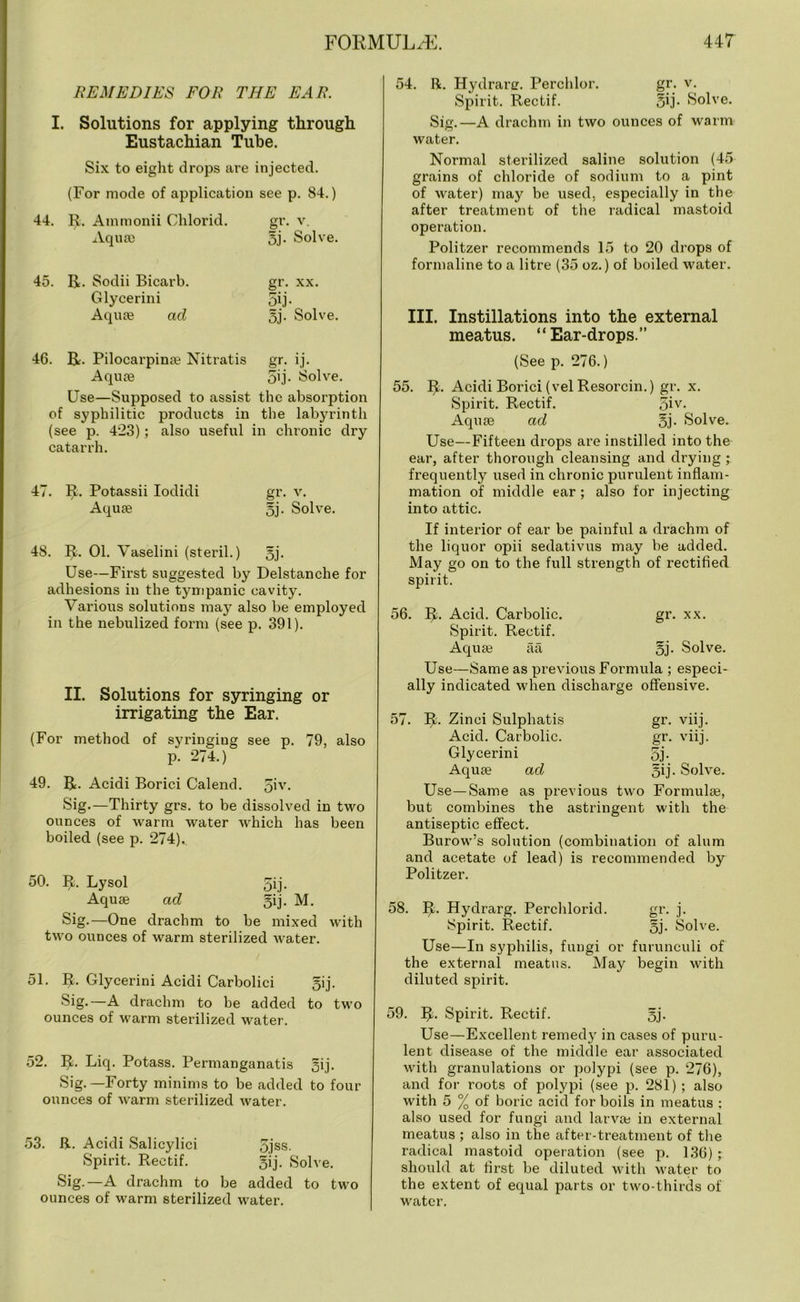 FORMULÆ. 447
REMEDIES FOR THE EAR.
I. Solutions for applying through
Eustachian Tube.
Six to eight drops are injected.
(For mode of application see p. 84.)
44. ℞. Ammonii Chlorid. gr. v.
Aquæ ℥j. Solve.
45. ℞. Sodii Bicarb. gr. xx.
Glycerini ʒij.
Aquæ ad ℥j. Solve.
46. ℞. Pilocarpinæ Nitratis gr. ij.
Aquæ ʒij. Solve.
Use—Supposed to assist the absorption
of syphilitic products in the labyrinth
(see p. 423); also useful in chronic dry
catarrh.
47. ℞. Potassii Iodidi gr. v.
Aquæ ℥j. Solve.
48. ℞. Ol. Vaselini (steril.) ℥j.
Use—First suggested by Delstanche for
adhesions in the tympanic cavity.
Various solutions may also be employed
in the nebulized form (see p. 391).
II. Solutions for syringing or
irrigating the Ear.
(For method of syringing see p. 79, also
p. 274.)
49. ℞. Acidi Borici Calend. ʒiv.
Sig.—Thirty grs. to be dissolved in two
ounces of warm water which has been
boiled (see p. 274).
50. ℞. Lysol ʒij.
Aquæ ad ℥ij. M.
Sig.—One drachm to be mixed with
two ounces of warm sterilized water.
51. ℞. Glycerini Acidi Carbolici ℥ij.
Sig.—A drachm to be added to two
ounces of warm sterilized water.
52. ℞. Liq. Potass. Permanganatis ℥ij.
Sig.—Forty minims to be added to four
ounces of warm sterilized water.
53. ℞. Acidi Salicylici ʒjss.
Spirit. Rectif. ℥ij. Solve.
Sig.—A drachm to be added to two
ounces of warm sterilized water.
54. ℞. Hydrarg. Perchlor. gr. v.
Spirit. Rectif. ℥ij. Solve.
Sig.—A drachm in two ounces of warm
water.
Normal sterilized saline solution (45
grains of chloride of sodium to a pint
of water) may be used, especially in the
after treatment of the radical mastoid
operation.
Politzer recommends 15 to 20 drops of
formaline to a litre (35 oz.) of boiled water.
III. Instillations into the external
meatus. “Ear-drops.”
(See p. 276.)
55. ℞. Acidi Borici (vel Resorcin.) gr. x.
Spirit. Rectif. ʒiv.
Aquæ ad ℥j. Solve.
Use—Fifteen drops are instilled into the
ear, after thorough cleansing and drying;
frequently used in chronic purulent inflam-
mation of middle ear; also for injecting
into attic.
If interior of ear be painful a drachm of
the liquor opii sedativus may be added.
May go on to the full strength of rectified
spirit.
56. ℞. Acid. Carbolic. gr. xx.
Spirit. Rectif.
Aquæ āā ℥j. Solve.
Use—Same as previous Formula; especi-
ally indicated when discharge offensive.
57. ℞. Zinci Sulphatis gr. viij.
Acid. Carbolic. gr. viij.
Glycerini ʒj.
Aquæ ad ℥ij. Solve.
Use—Same as previous two Formulæ,
but combines the astringent with the
antiseptic effect.
Burow’s solution (combination of alum
and acetate of lead) is recommended by
Politzer.
58. ℞. Hydrarg. Perchlorid. gr. j.
Spirit. Rectif. ℥j. Solve.
Use—In syphilis, fungi or furunculi of
the external meatus. May begin with
diluted spirit.
59. ℞. Spirit. Rectif. ℥j.
Use—Excellent remedy in cases of puru-
lent disease of the middle ear associated
with granulations or polypi (see p. 276),
and for roots of polypi (see p. 281); also
with 5 % of boric acid for boils in meatus;
also used for fungi and larvæ in external
meatus; also in the after-treatment of the
radical mastoid operation (see p. 136);
should at first be diluted with water to
the extent of equal parts or two-thirds of
water.